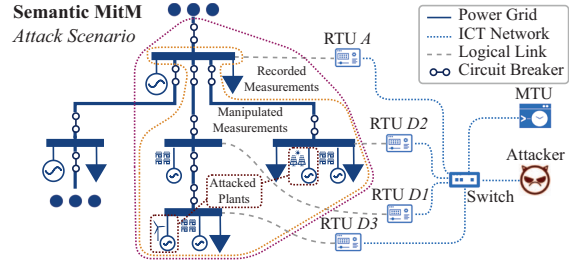 Semantic MitM
Attack Scenario
Power Grid
ICT Network
Logical Link
Circuit Breaker
RTU A
Recorded
Measurements
MTU
Manipulated
Measurements
RTU D2
Attacker
Attacked
Plants
RTU D1
Switch
RTU D3